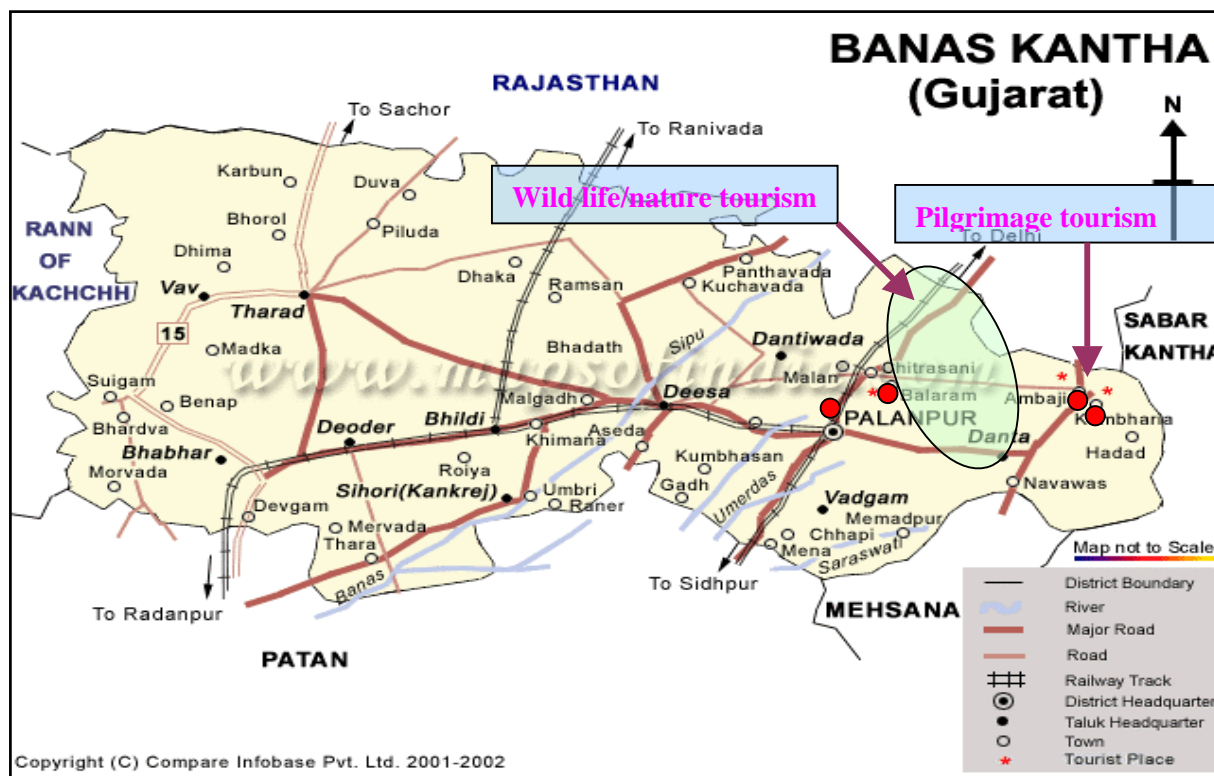 BANAS KANTHA
(Gujarat)
RAJASTHAN
N
To Sachor
To Ranivada
Karbun
Duva
Wild life/nature tourism
Pilgrimage tourism
Bhorol
Piluda
To Delhi
RANN
OF
KACHCHH
Dhima
Dhaka
Panthavada
Kuchavada
Vav
Tharad
Ramsan
15
Sipu
SABAR
KANTHA
Madka
Bhadath
Dantiwada
www.mapsofindia.com
Malan
Chitrasani
Suigam
Benap
Malgadh
Deesa
Balaram
Ambaji
Bhardva
Bhildi
PALANPUR
Kumbharia
Deoder
Khimana
Aseda
Danta
Hadad
Bhabhar
Roiya
Kumbhasan
Morvada
Sihori(Kankrej)
Umbri
Gadh
Navawas
Raner
Umerdas
Vadgam
Devgam
Mervada
Memadpur
Thara
Chhapi
Mena
Saraswati
Map not to Scale
Banas
To Sidhpur
To Radanpur
MEHSANA
PATAN
District Boundary
River
Major Road
Road
Railway Track
District Headquarter
Taluk Headquarter
Town
Tourist Place
Copyright (C) Compare Infobase Pvt. Ltd. 2001-2002